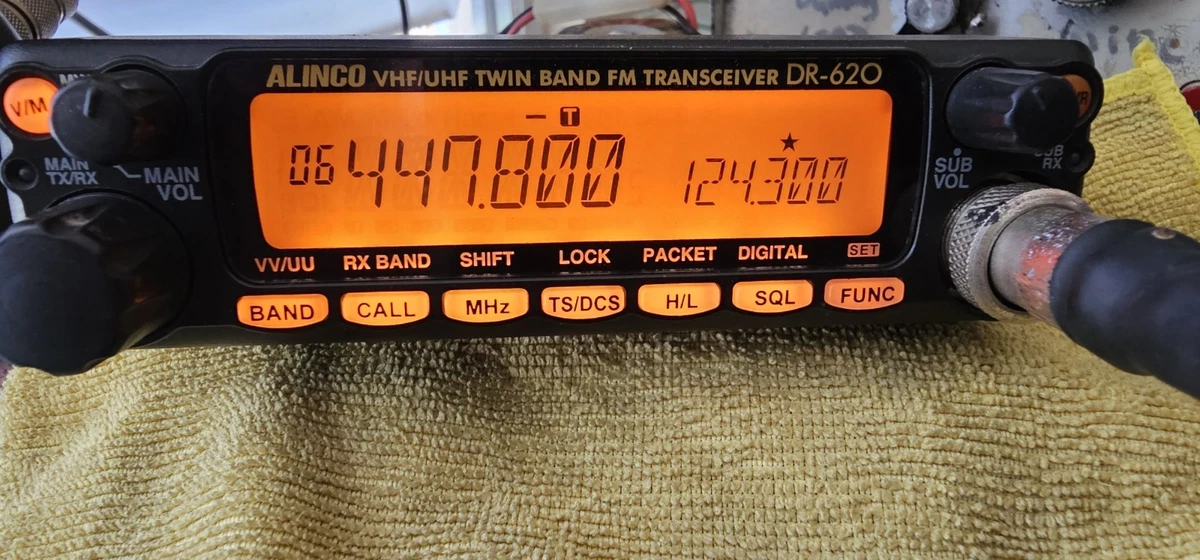 ALINCO VHF/UHF TWIN BAND FM TRANSCEIVER DR-620
V/M
– T ★
06 447.800 124.300
MAIN TX/RX
MAIN VOL
SUB VOL
SUB RX
VV/UU RX BAND SHIFT LOCK PACKET DIGITAL SET
BAND CALL MHz TS/DCS H/L SQL FUNC